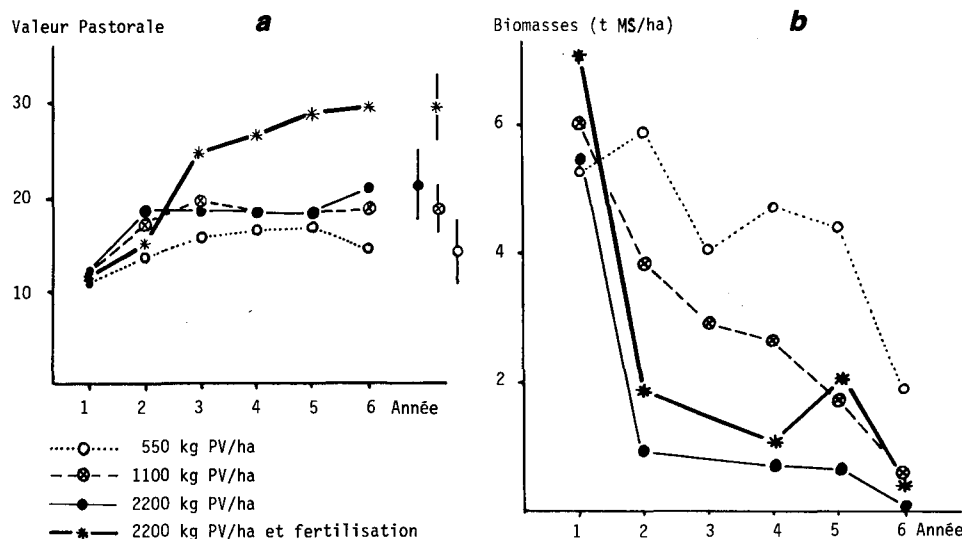 Valeur Pastorale
a
30
20
10
1 2 3 4 5 6 Année
550 kg PV/ha
1100 kg PV/ha
2200 kg PV/ha
2200 kg PV/ha et fertilisation
Biomasses (t MS/ha)
b
6
4
2
1 2 3 4 5 6 Année